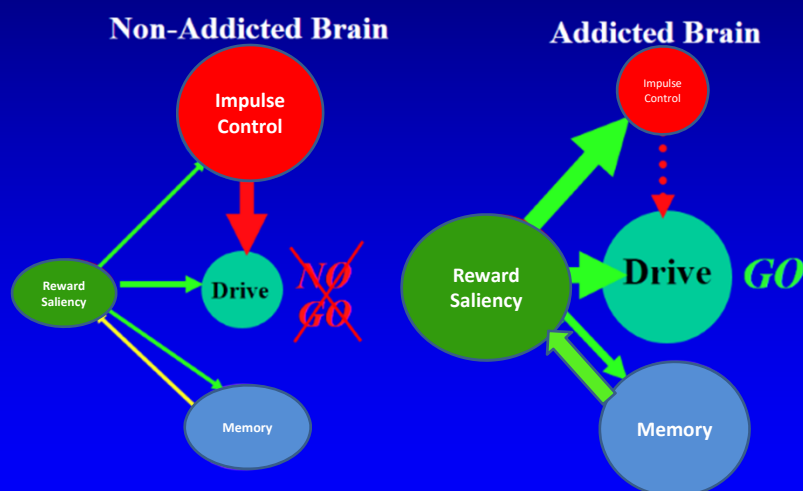 Non-Addicted Brain
Impulse
Control
Reward
Saliency
Drive
NO
GO
Memory
Addicted Brain
Impulse
Control
Reward
Saliency
Drive
GO
Memory